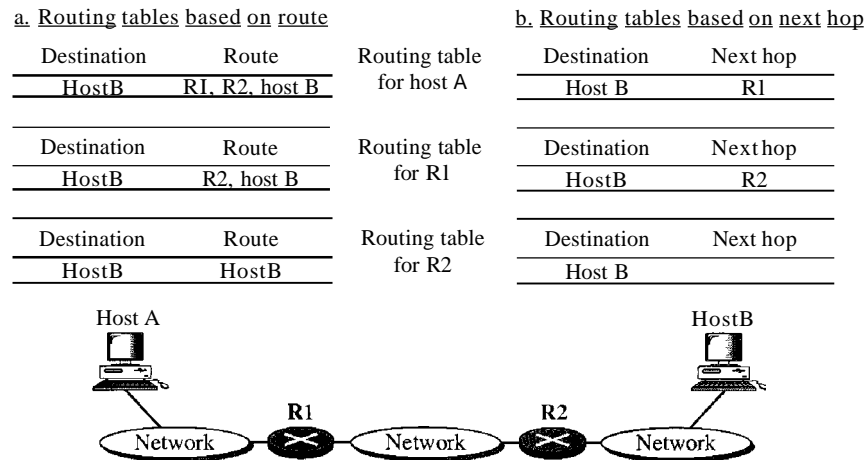 a. Routing tables based on route
b. Routing tables based on next hop
Destination Route
HostB RI, R2, host B
Routing table
for host A
Destination Next hop
Host B R1
Destination Route
HostB R2, host B
Routing table
for R1
Destination Next hop
HostB R2
Destination Route
HostB HostB
Routing table
for R2
Destination Next hop
Host B
Host A
HostB
R1
R2
Network
Network
Network